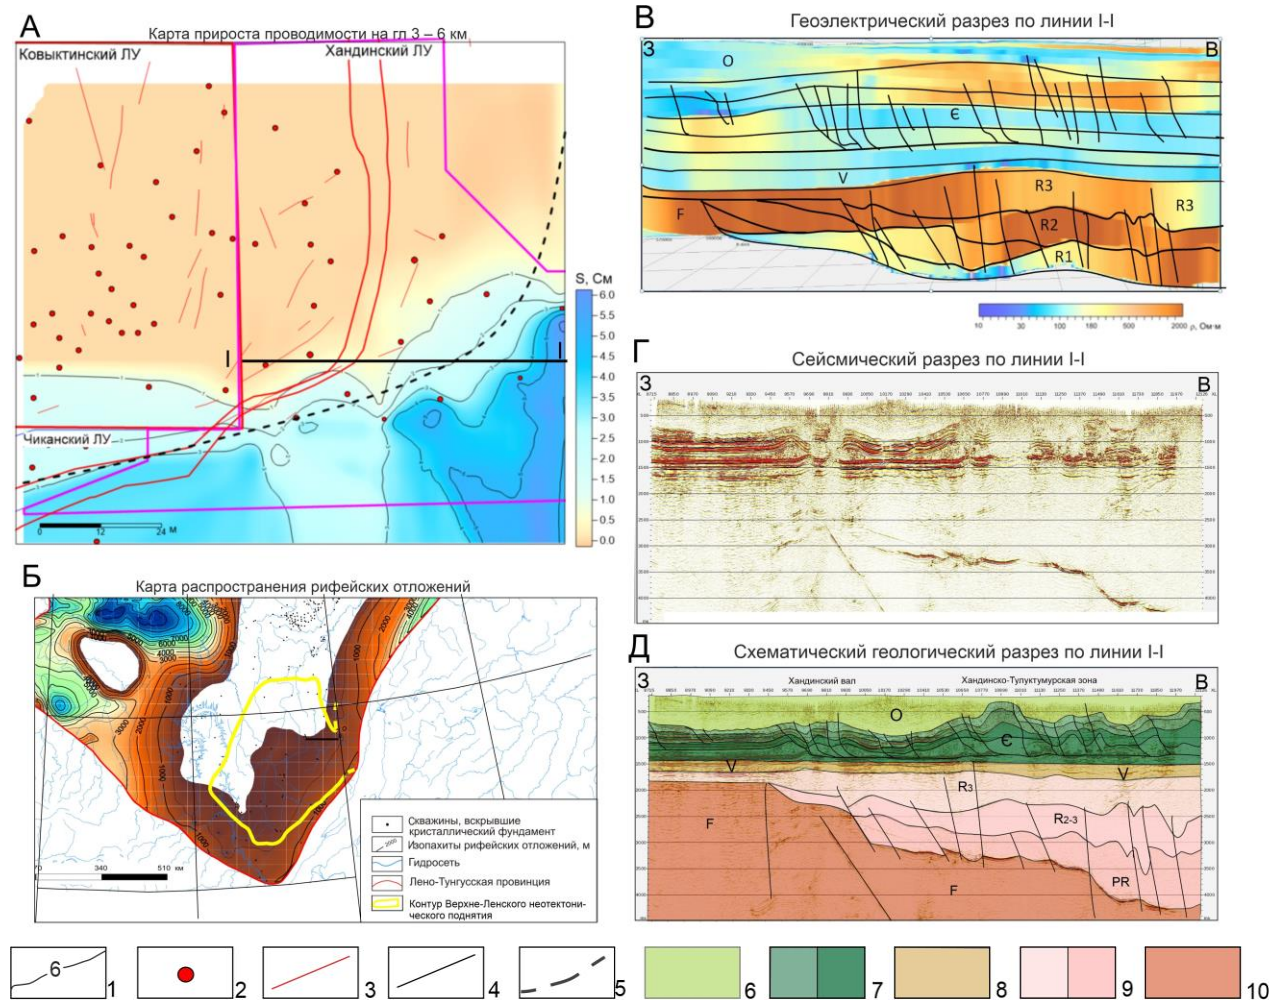 А
Карта прироста проводимости на гл 3 – 6 км
Ковыктинский ЛУ
Хандинский ЛУ
I
I
Чиканский ЛУ
0 12 24 м
S, См
6.0
5.5
5.0
4.5
4.0
3.5
3.0
2.5
2.0
1.5
1.0
0.5
0.0
Б
Карта распространения рифейских отложений
340 510 км
Скважины, вскрывшие
кристаллический фундамент
Изопахиты рифейских отложений, м
Гидросеть
Лено-Тунгусская провинция
Контур Верхне-Ленского неотектони-
ческого поднятия
В
Геоэлектрический разрез по линии I-I
З
В
O
Є
V
R3
R3
F
R2
R1
10 30 100 180 500 2000 ρ, Ом·м
Г
Сейсмический разрез по линии I-I
З
В
Д
Схематический геологический разрез по линии I-I
З
Хандинский вал
Хандинско-Тулуктумурская зона
В
O
Є
V
V
R3
R2-3
F
PR
F
6
1
2
3
4
5
6
7
8
9
10